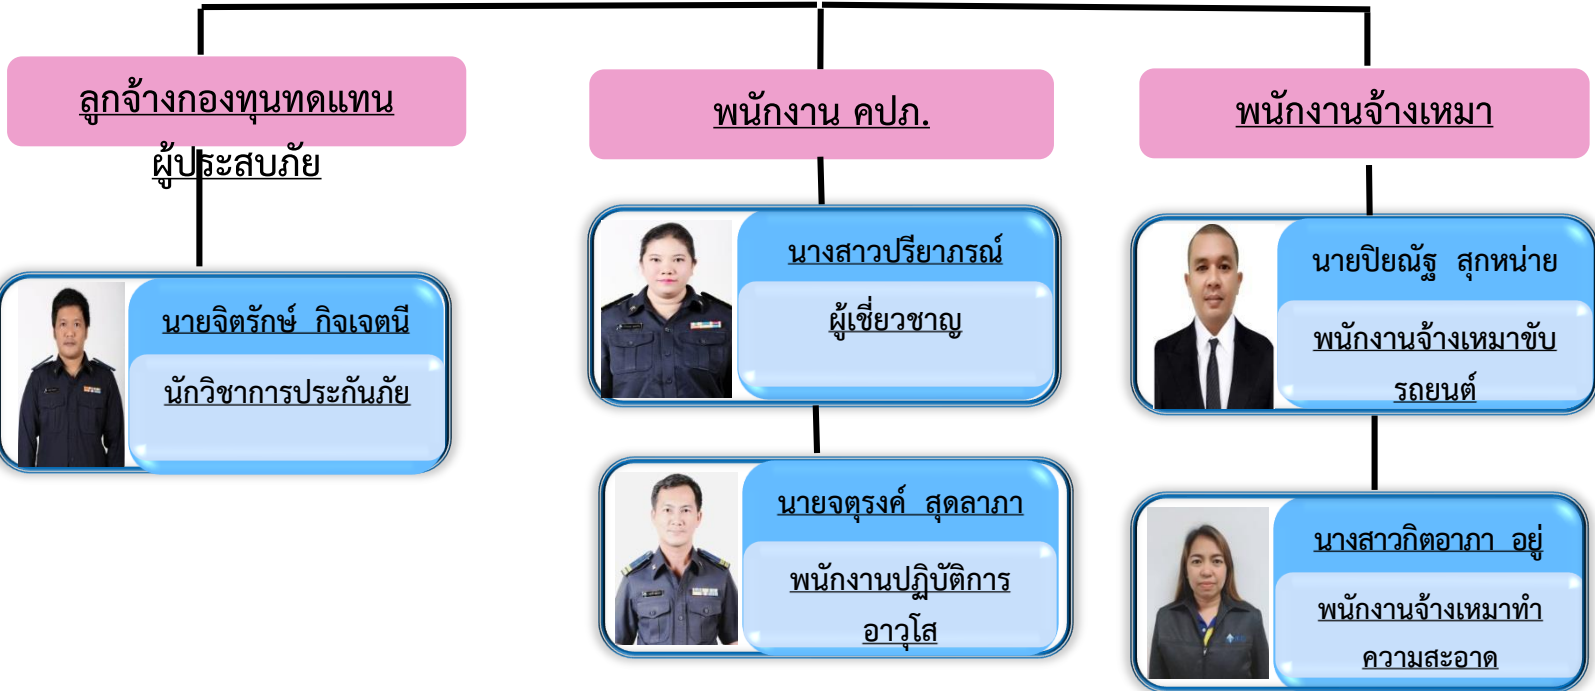 ลูกจ้างกองทุนทดแทน
ผู้ประสบภัย
นายจิตรักษ์ กิจเจตนี
นักวิชาการประกันภัย
พนักงาน คปภ.
นางสาวปรียาภรณ์
ผู้เชี่ยวชาญ
นายจตุรงค์ สุดลาภา
พนักงานปฏิบัติการ
อาวุโส
พนักงานจ้างเหมา
นายปิยณัฐ สุกหน่าย
พนักงานจ้างเหมาขับ
รถยนต์
นางสาวกิตอาภา อยู่
พนักงานจ้างเหมาทำ
ความสะอาด